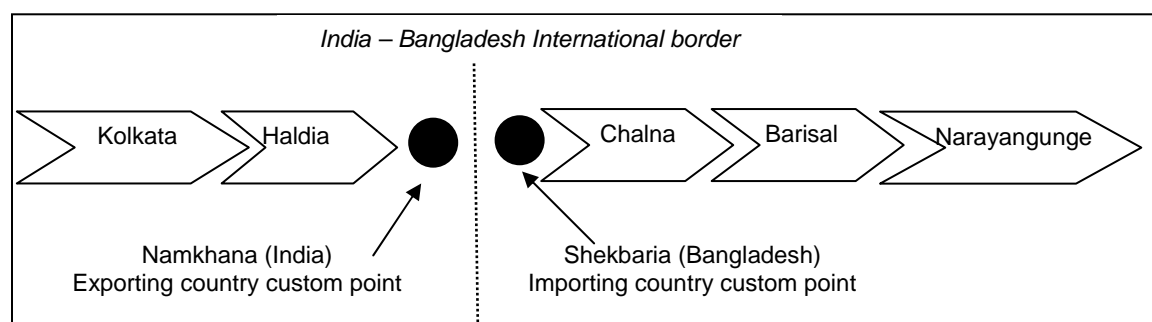 India – Bangladesh International border
Kolkata
Haldia
Chalna
Barisal
Narayangunge
Namkhana (India)
Exporting country custom point
Shekbaria (Bangladesh)
Importing country custom point